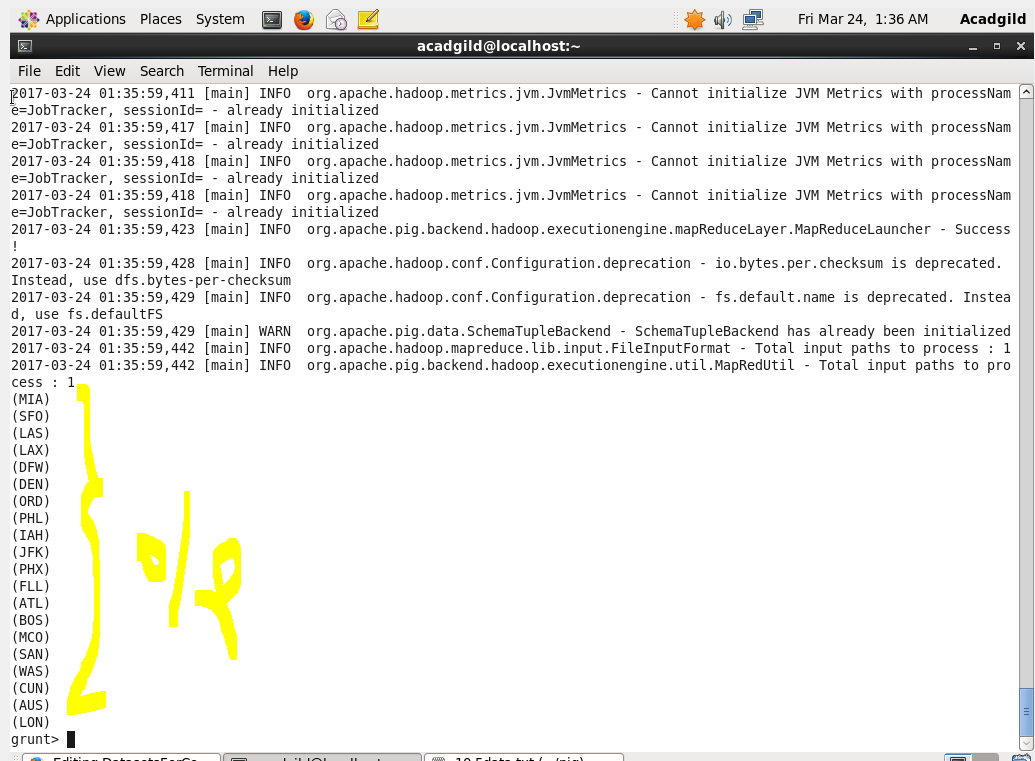 Applications Places System Fri Mar 24, 1:36 AM Acadgild
acadgild@localhost:~
File Edit View Search Terminal Help
2017-03-24 01:35:59,411 [main] INFO  org.apache.hadoop.metrics.jvm.JvmMetrics - Cannot initialize JVM Metrics with processNam
e=JobTracker, sessionId= - already initialized
2017-03-24 01:35:59,417 [main] INFO  org.apache.hadoop.metrics.jvm.JvmMetrics - Cannot initialize JVM Metrics with processNam
e=JobTracker, sessionId= - already initialized
2017-03-24 01:35:59,418 [main] INFO  org.apache.hadoop.metrics.jvm.JvmMetrics - Cannot initialize JVM Metrics with processNam
e=JobTracker, sessionId= - already initialized
2017-03-24 01:35:59,418 [main] INFO  org.apache.hadoop.metrics.jvm.JvmMetrics - Cannot initialize JVM Metrics with processNam
e=JobTracker, sessionId= - already initialized
2017-03-24 01:35:59,423 [main] INFO  org.apache.pig.backend.hadoop.executionengine.mapReduceLayer.MapReduceLauncher - Success
!
2017-03-24 01:35:59,428 [main] INFO  org.apache.hadoop.conf.Configuration.deprecation - io.bytes.per.checksum is deprecated.
Instead, use dfs.bytes-per-checksum
2017-03-24 01:35:59,429 [main] INFO  org.apache.hadoop.conf.Configuration.deprecation - fs.default.name is deprecated. Instea
d, use fs.defaultFS
2017-03-24 01:35:59,429 [main] WARN  org.apache.pig.data.SchemaTupleBackend - SchemaTupleBackend has already been initialized
2017-03-24 01:35:59,442 [main] INFO  org.apache.hadoop.mapreduce.lib.input.FileInputFormat - Total input paths to process : 1
2017-03-24 01:35:59,442 [main] INFO  org.apache.pig.backend.hadoop.executionengine.util.MapRedUtil - Total input paths to pro
cess : 1
(MIA)
(SFO)
(LAS)
(LAX)
(DFW)
(DEN)
(ORD)
(PHL)
(IAH)
(JFK)
(PHX)
(FLL)
(ATL)
(BOS)
(MCO)
(SAN)
(WAS)
(CUN)
(AUS)
(LON)
o/p
grunt>